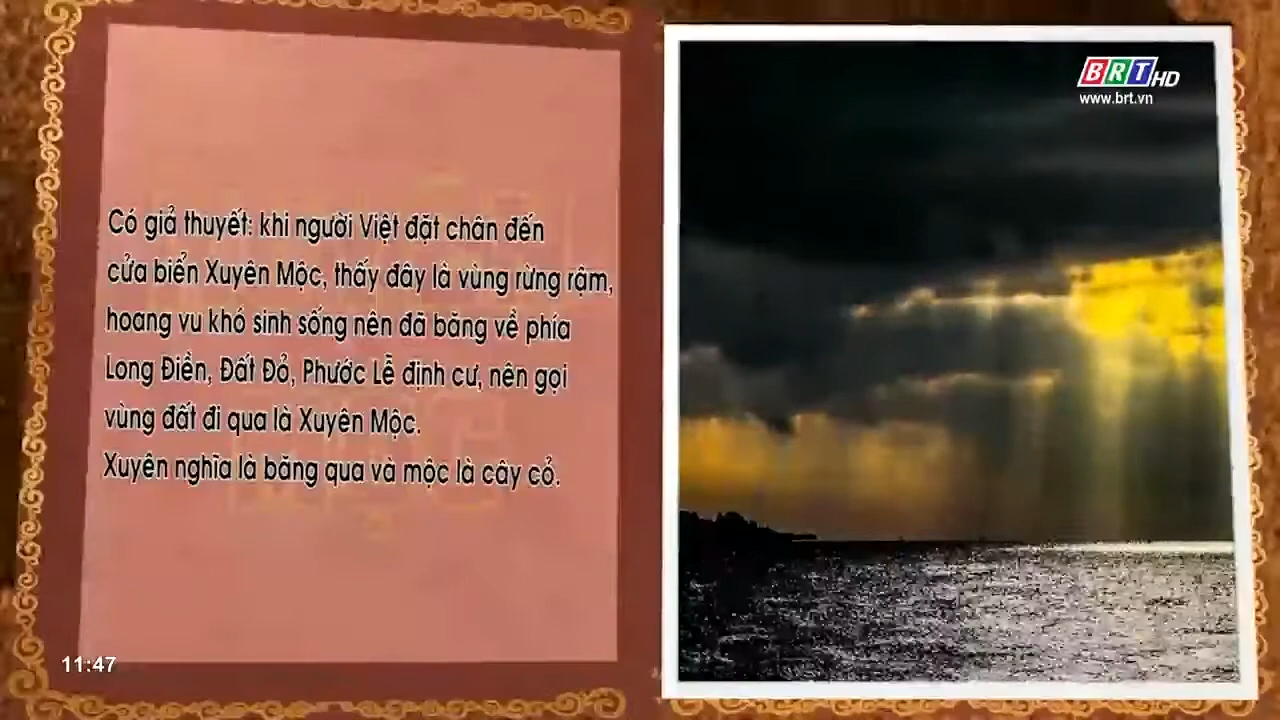 Có giả thuyết: khi người Việt đặt chân đến
cửa biển Xuyên Mộc, thấy đây là vùng rừng rậm,
hoang vu khó sinh sống nên đã băng về phía
Long Điền, Đất Đỏ, Phước Lễ định cư, nên gọi
vùng đất đi qua là Xuyên Mộc.
Xuyên nghĩa là băng qua và mộc là cây cỏ.
BRT HD
www.brt.vn
11:47